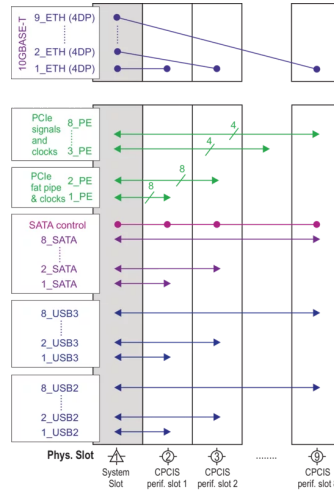 10GBASE-T
9_ETH (4DP)
2_ETH (4DP)
1_ETH (4DP)
PCIe
signals
and
clocks
8_PE
3_PE
4
4
PCIe
fat pipe
& clocks
2_PE
1_PE
8
8
SATA control
8_SATA
2_SATA
1_SATA
8_USB3
2_USB3
1_USB3
8_USB2
2_USB2
1_USB2
Phys. Slot 1 2 3 ........ 9
System
Slot
CPCIS
perif. slot 1
CPCIS
perif. slot 2
CPCIS
perif. slot